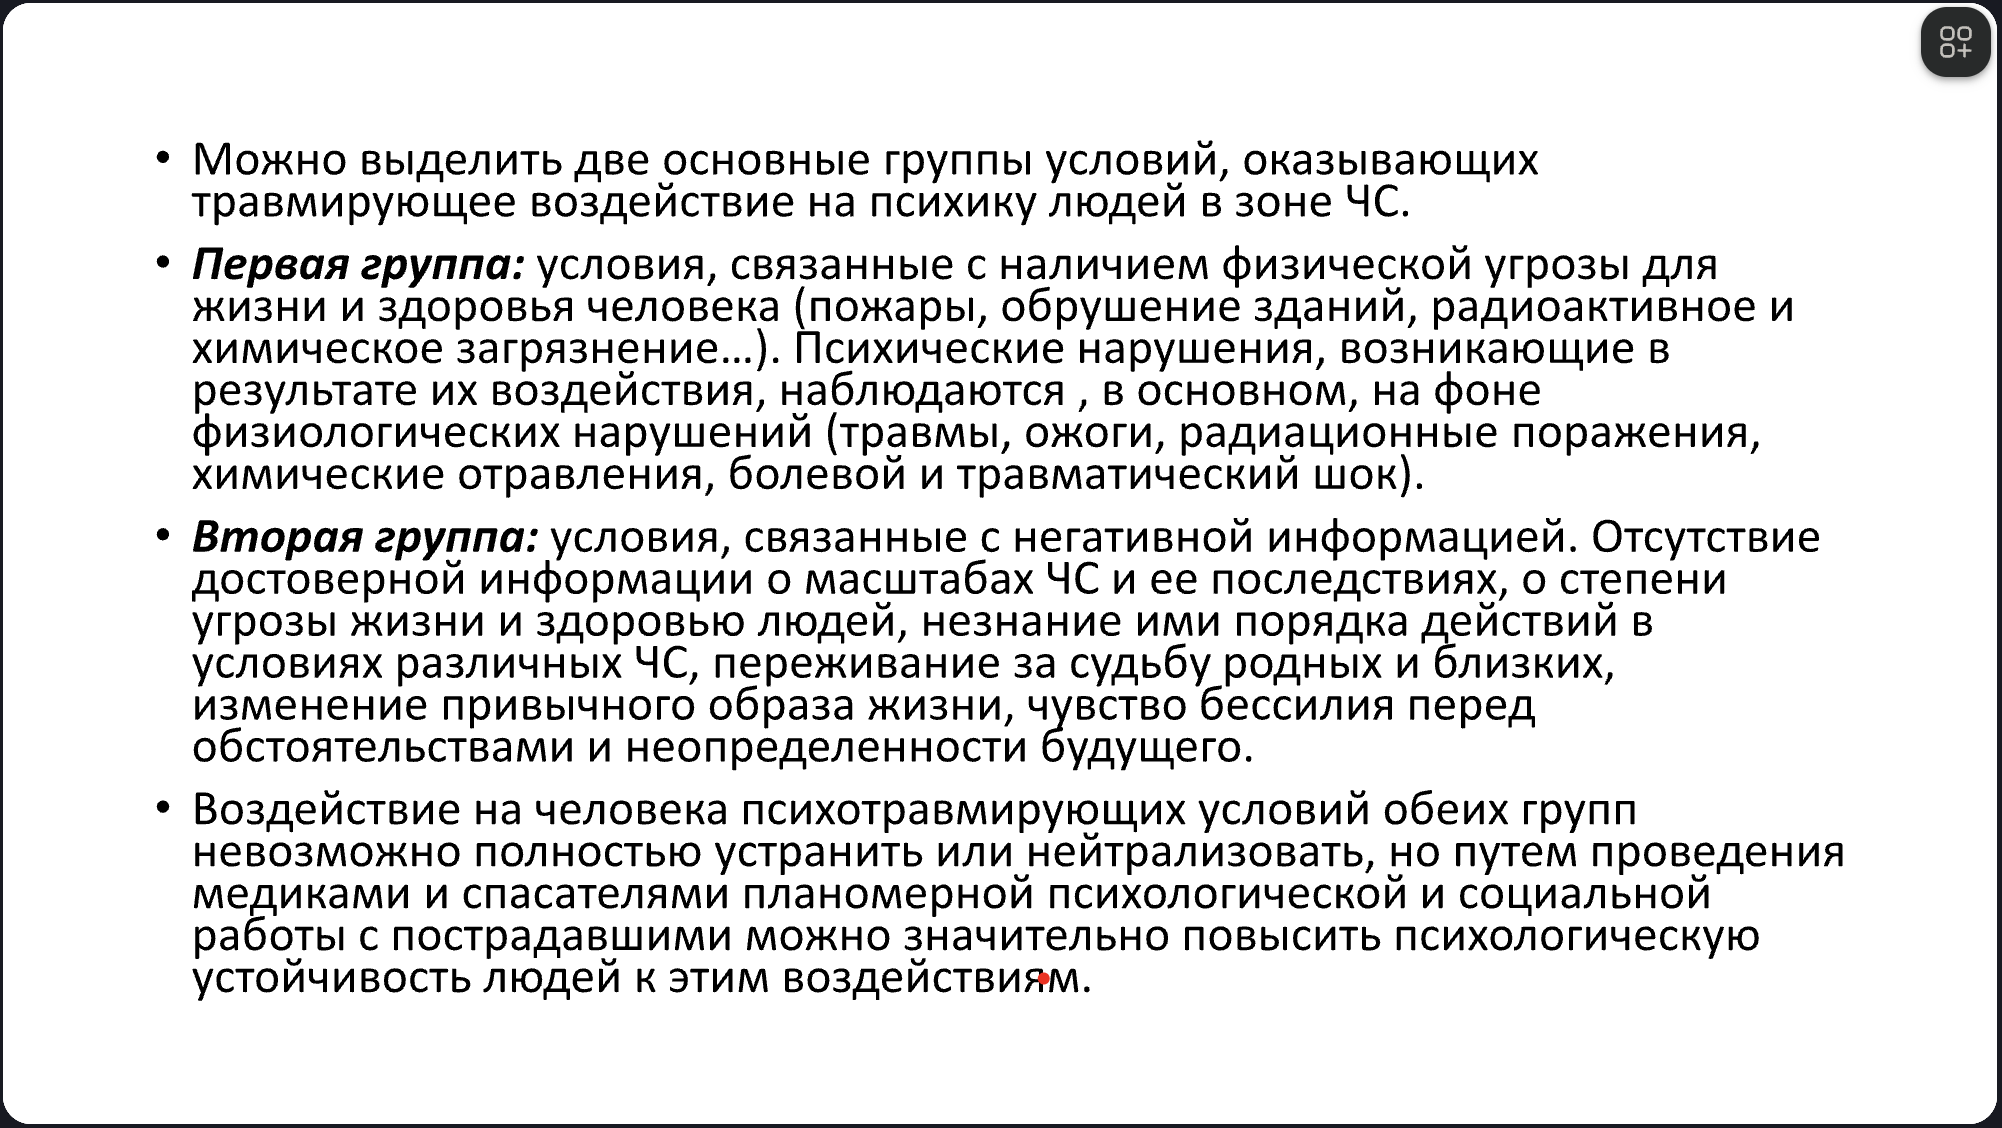 • Можно выделить две основные группы условий, оказывающих
травмирующее воздействие на психику людей в зоне ЧС.
• Первая группа: условия, связанные с наличием физической угрозы для
жизни и здоровья человека (пожары, обрушение зданий, радиоактивное и
химическое загрязнение...). Психические нарушения, возникающие в
результате их воздействия, наблюдаются , в основном, на фоне
физиологических нарушений (травмы, ожоги, радиационные поражения,
химические отравления, болевой и травматический шок).
• Вторая группа: условия, связанные с негативной информацией. Отсутствие
достоверной информации о масштабах ЧС и ее последствиях, о степени
угрозы жизни и здоровью людей, незнание ими порядка действий в
условиях различных ЧС, переживание за судьбу родных и близких,
изменение привычного образа жизни, чувство бессилия перед
обстоятельствами и неопределенности будущего.
• Воздействие на человека психотравмирующих условий обеих групп
невозможно полностью устранить или нейтрализовать, но путем проведения
медиками и спасателями планомерной психологической и социальной
работы с пострадавшими можно значительно повысить психологическую
устойчивость людей к этим воздействиям.